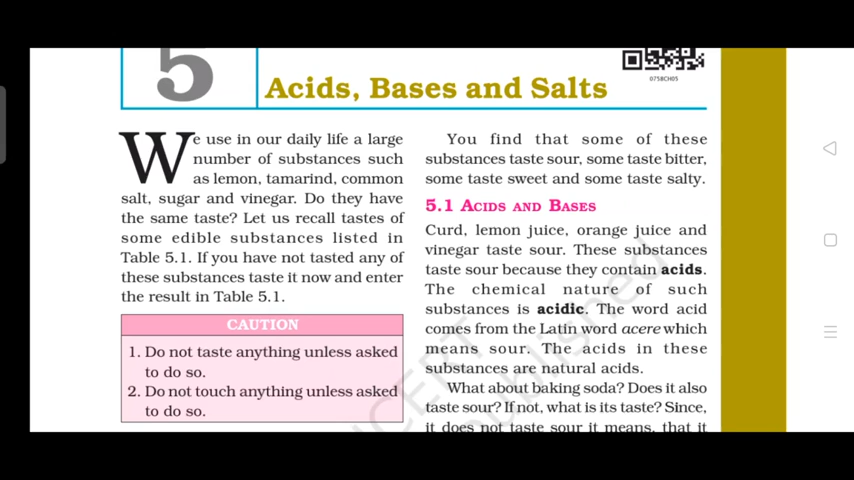 5
Acids, Bases and Salts
0758CH05
We use in our daily life a large
number of substances such
as lemon, tamarind, common
salt, sugar and vinegar. Do they have
the same taste? Let us recall tastes of
some edible substances listed in
Table 5.1. If you have not tasted any of
these substances taste it now and enter
the result in Table 5.1.
CAUTION
1. Do not taste anything unless asked
to do so.
2. Do not touch anything unless asked
to do so.
You find that some of these
substances taste sour, some taste bitter,
some taste sweet and some taste salty.
5.1 ACIDS AND BASES
Curd, lemon juice, orange juice and
vinegar taste sour. These substances
taste sour because they contain acids.
The chemical nature of such
substances is acidic. The word acid
comes from the Latin word acere which
means sour. The acids in these
substances are natural acids.
What about baking soda? Does it also
taste sour? If not, what is its taste? Since,
it does not taste sour it means, that it
NCERT
published